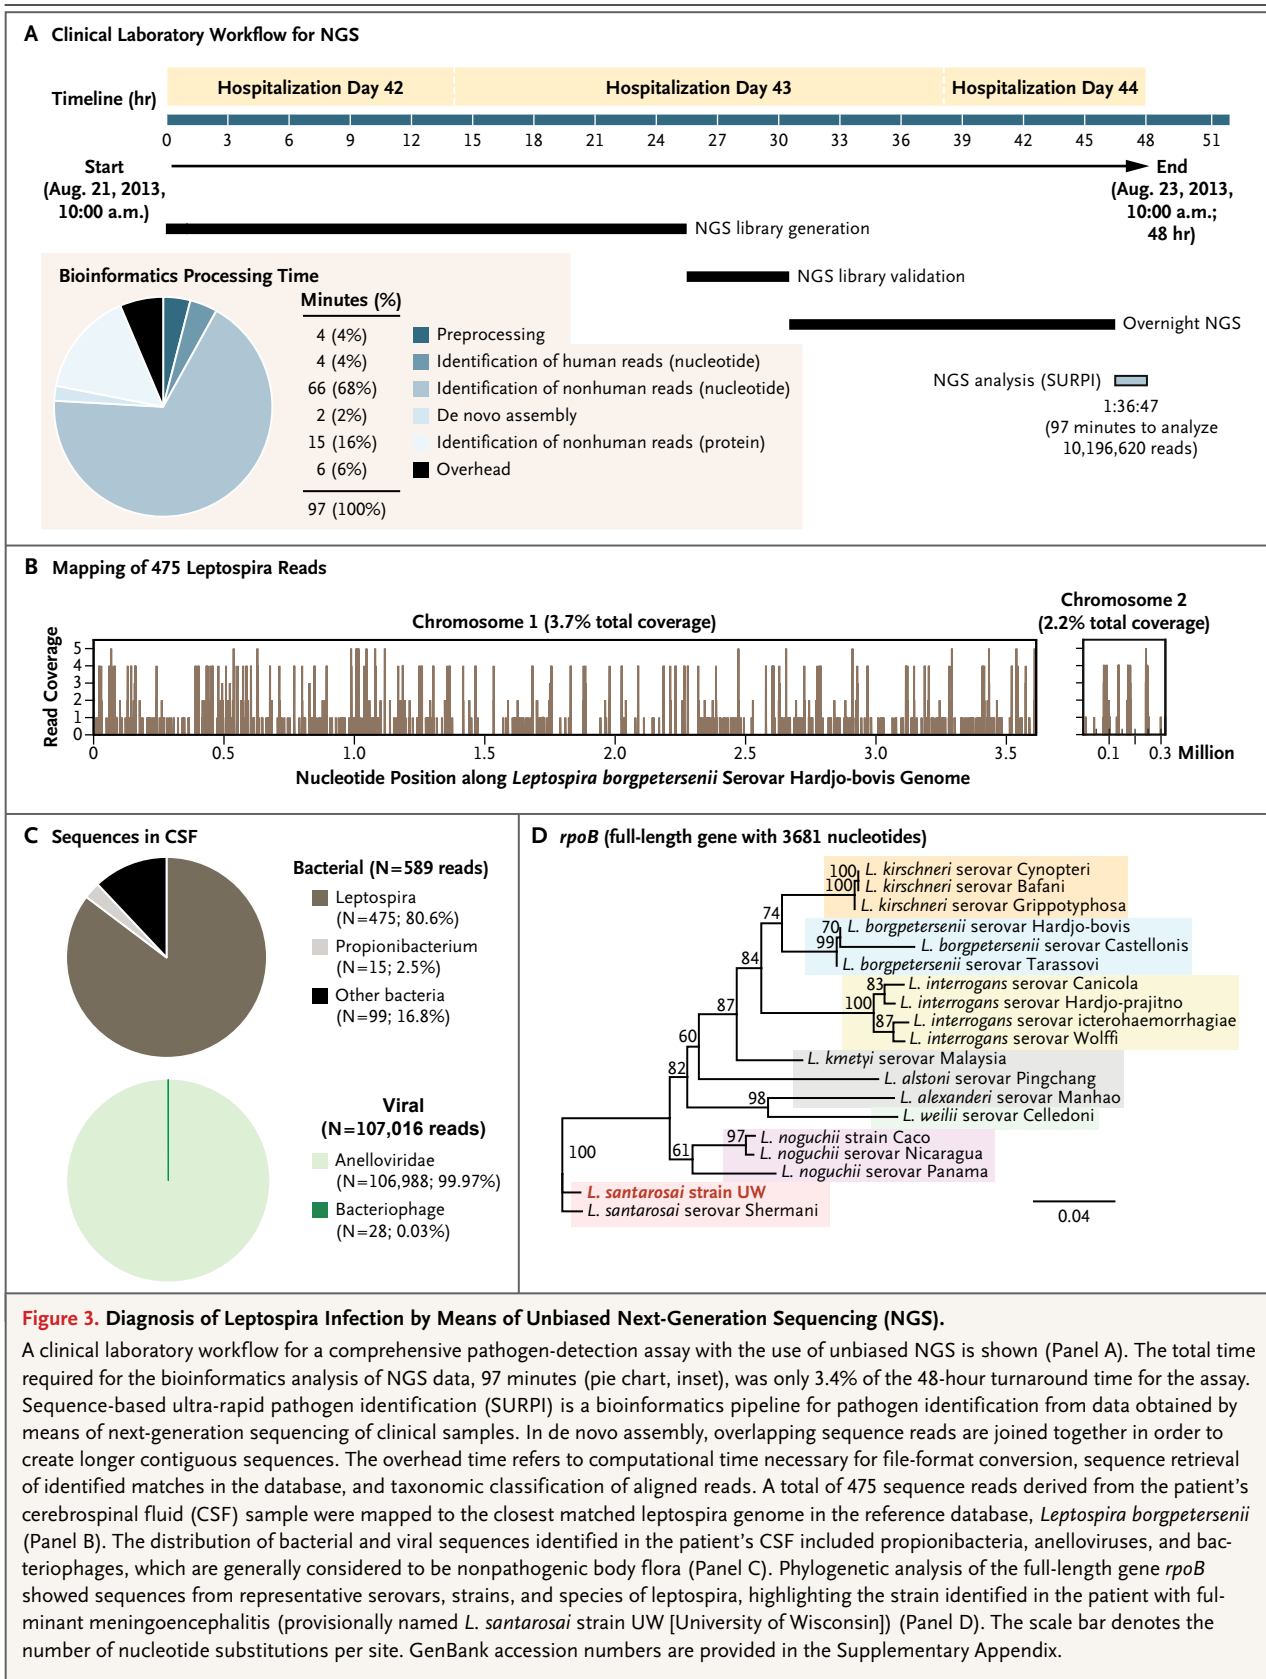 A Clinical Laboratory Workflow for NGS
Hospitalization Day 42
Hospitalization Day 43
Hospitalization Day 44
Timeline (hr)
0 3 6 9 12 15 18 21 24 27 30 33 36 39 42 45 48 51
Start
(Aug. 21, 2013,
10:00 a.m.)
End
(Aug. 23, 2013,
10:00 a.m.;
48 hr)
NGS library generation
NGS library validation
Overnight NGS
NGS analysis (SURPI)
1:36:47
(97 minutes to analyze
10,196,620 reads)
Bioinformatics Processing Time
Minutes (%)
4 (4%) Preprocessing
4 (4%) Identification of human reads (nucleotide)
66 (68%) Identification of nonhuman reads (nucleotide)
2 (2%) De novo assembly
15 (16%) Identification of nonhuman reads (protein)
6 (6%) Overhead
97 (100%)
B Mapping of 475 Leptospira Reads
Chromosome 1 (3.7% total coverage)
Chromosome 2
(2.2% total coverage)
Read Coverage
5
4
3
2
1
0
0 0.5 1.0 1.5 2.0 2.5 3.0 3.5
0.1 0.3 Million
Nucleotide Position along Leptospira borgpetersenii Serovar Hardjo-bovis Genome
C Sequences in CSF
Bacterial (N=589 reads)
Leptospira
(N=475; 80.6%)
Propionibacterium
(N=15; 2.5%)
Other bacteria
(N=99; 16.8%)
Viral
(N=107,016 reads)
Anelloviridae
(N=106,988; 99.97%)
Bacteriophage
(N=28; 0.03%)
D rpoB (full-length gene with 3681 nucleotides)
100 L. kirschneri serovar Cynopteri
100 L. kirschneri serovar Bafani
L. kirschneri serovar Grippotyphosa
74
70 L. borgpetersenii serovar Hardjo-bovis
99 L. borgpetersenii serovar Castellonis
L. borgpetersenii serovar Tarassovi
84
83 L. interrogans serovar Canicola
100 L. interrogans serovar Hardjo-prajitno
87 L. interrogans serovar icterohaemorrhagiae
L. interrogans serovar Wolffi
87
60
L. kmetyi serovar Malaysia
82
L. alstoni serovar Pingchang
98 L. alexanderi serovar Manhao
L. weilii serovar Celledoni
97 L. noguchii strain Caco
100 61 L. noguchii serovar Nicaragua
L. noguchii serovar Panama
L. santarosai strain UW
L. santarosai serovar Shermani
0.04
Figure 3. Diagnosis of Leptospira Infection by Means of Unbiased Next-Generation Sequencing (NGS).
A clinical laboratory workflow for a comprehensive pathogen-detection assay with the use of unbiased NGS is shown (Panel A). The total time
required for the bioinformatics analysis of NGS data, 97 minutes (pie chart, inset), was only 3.4% of the 48-hour turnaround time for the assay.
Sequence-based ultra-rapid pathogen identification (SURPI) is a bioinformatics pipeline for pathogen identification from data obtained by
means of next-generation sequencing of clinical samples. In de novo assembly, overlapping sequence reads are joined together in order to
create longer contiguous sequences. The overhead time refers to computational time necessary for file-format conversion, sequence retrieval
of identified matches in the database, and taxonomic classification of aligned reads. A total of 475 sequence reads derived from the patient's
cerebrospinal fluid (CSF) sample were mapped to the closest matched leptospira genome in the reference database, Leptospira borgpetersenii
(Panel B). The distribution of bacterial and viral sequences identified in the patient's CSF included propionibacteria, anelloviruses, and bac-
teriophages, which are generally considered to be nonpathogenic body flora (Panel C). Phylogenetic analysis of the full-length gene rpoB
showed sequences from representative serovars, strains, and species of leptospira, highlighting the strain identified in the patient with ful-
minant meningoencephalitis (provisionally named L. santarosai strain UW [University of Wisconsin]) (Panel D). The scale bar denotes the
number of nucleotide substitutions per site. GenBank accession numbers are provided in the Supplementary Appendix.